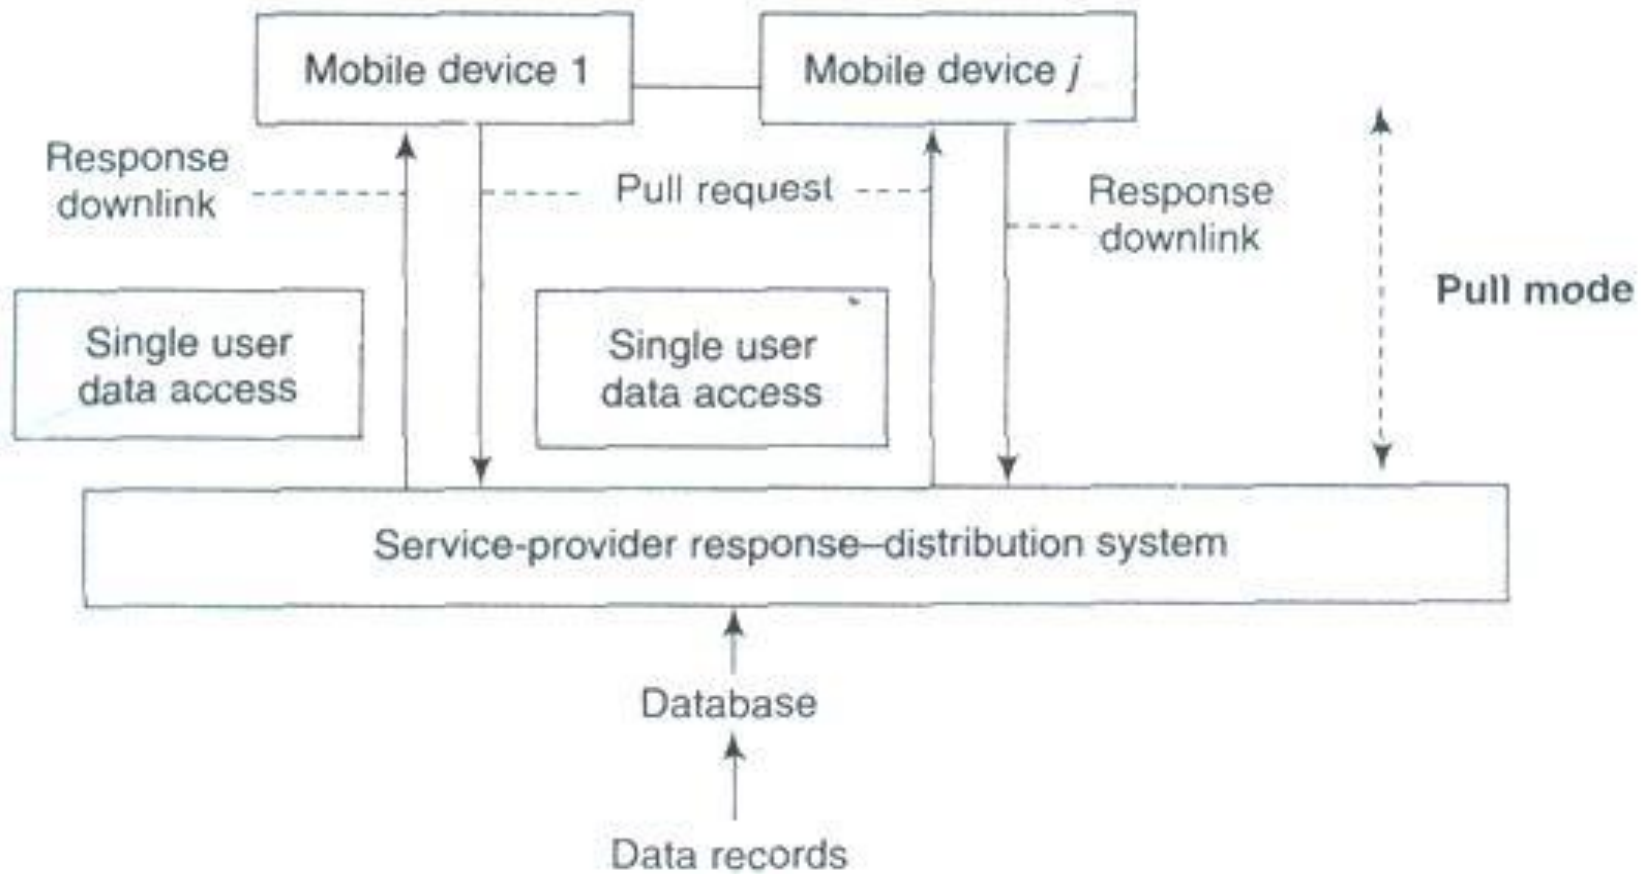 Mobile device 1
Mobile device j
Response
downlink
Pull request
Response
downlink
Pull mode
Single user
data access
Single user
data access
Service-provider response–distribution system
Database
Data records